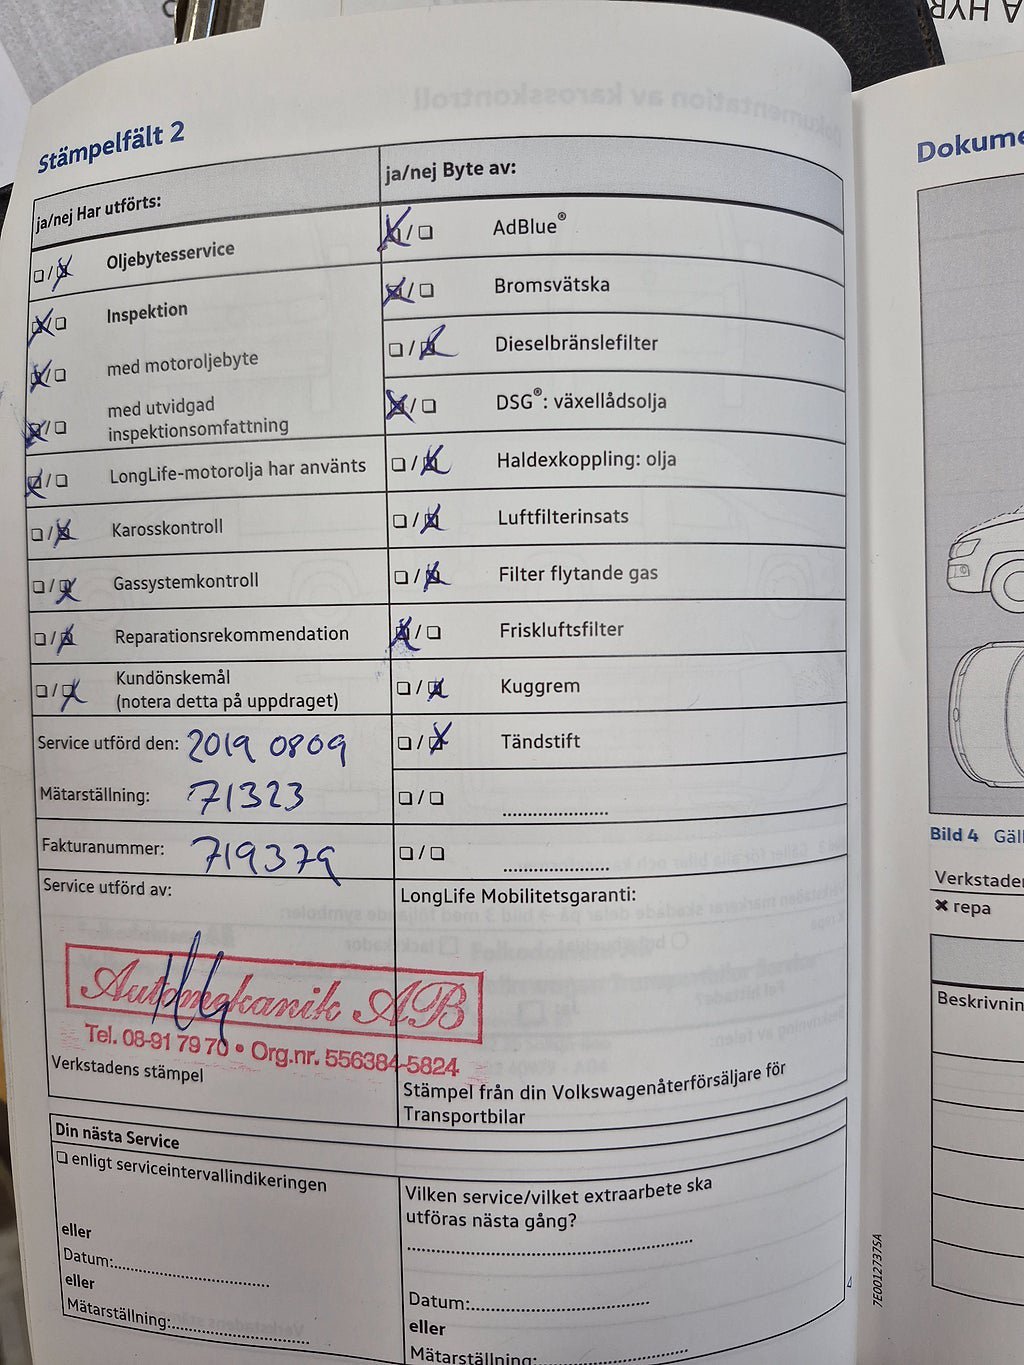 A HYR
Stämpelfält 2
ja/nej Har utförts:
❑/❑ Oljebytesservice
❑/❑ Inspektion
❑/❑ med motoroljebyte
❑/❑ med utvidgad
inspektionsomfattning
❑/❑ LongLife-motorolja har använts
❑/❑ Karosskontroll
❑/❑ Gassystemkontroll
❑/❑ Reparationsrekommendation
❑/❑ Kundönskemål
(notera detta på uppdraget)
Service utförd den: 2019 0809
Mätarställning: 71323
Fakturanummer: 719379
Service utförd av:
Automekanik AB
Tel. 08-91 79 70 • Org.nr. 556384-5824
Verkstadens stämpel
ja/nej Byte av:
❑/❑ AdBlue®
❑/❑ Bromsvätska
❑/❑ Dieselbränslefilter
❑/❑ DSG®: växellådsolja
❑/❑ Haldexkoppling: olja
❑/❑ Luftfilterinsats
❑/❑ Filter flytande gas
❑/❑ Friskluftsfilter
❑/❑ Kuggrem
❑/❑ Tändstift
❑/❑ ....................
❑/❑ ....................
LongLife Mobilitetsgaranti:
Stämpel från din Volkswagenåterförsäljare för
Transportbilar
Din nästa Service
❑ enligt serviceintervallindikeringen
eller
Datum:..............................
eller
Mätarställning:..........................
Vilken service/vilket extraarbete ska
utföras nästa gång?
......................................................
Datum:..................................
eller
Mätarställning:............................
7E0012737SA
Dokume
Bild 4 Gäll
Verkstaden
✖ repa
Beskrivnin